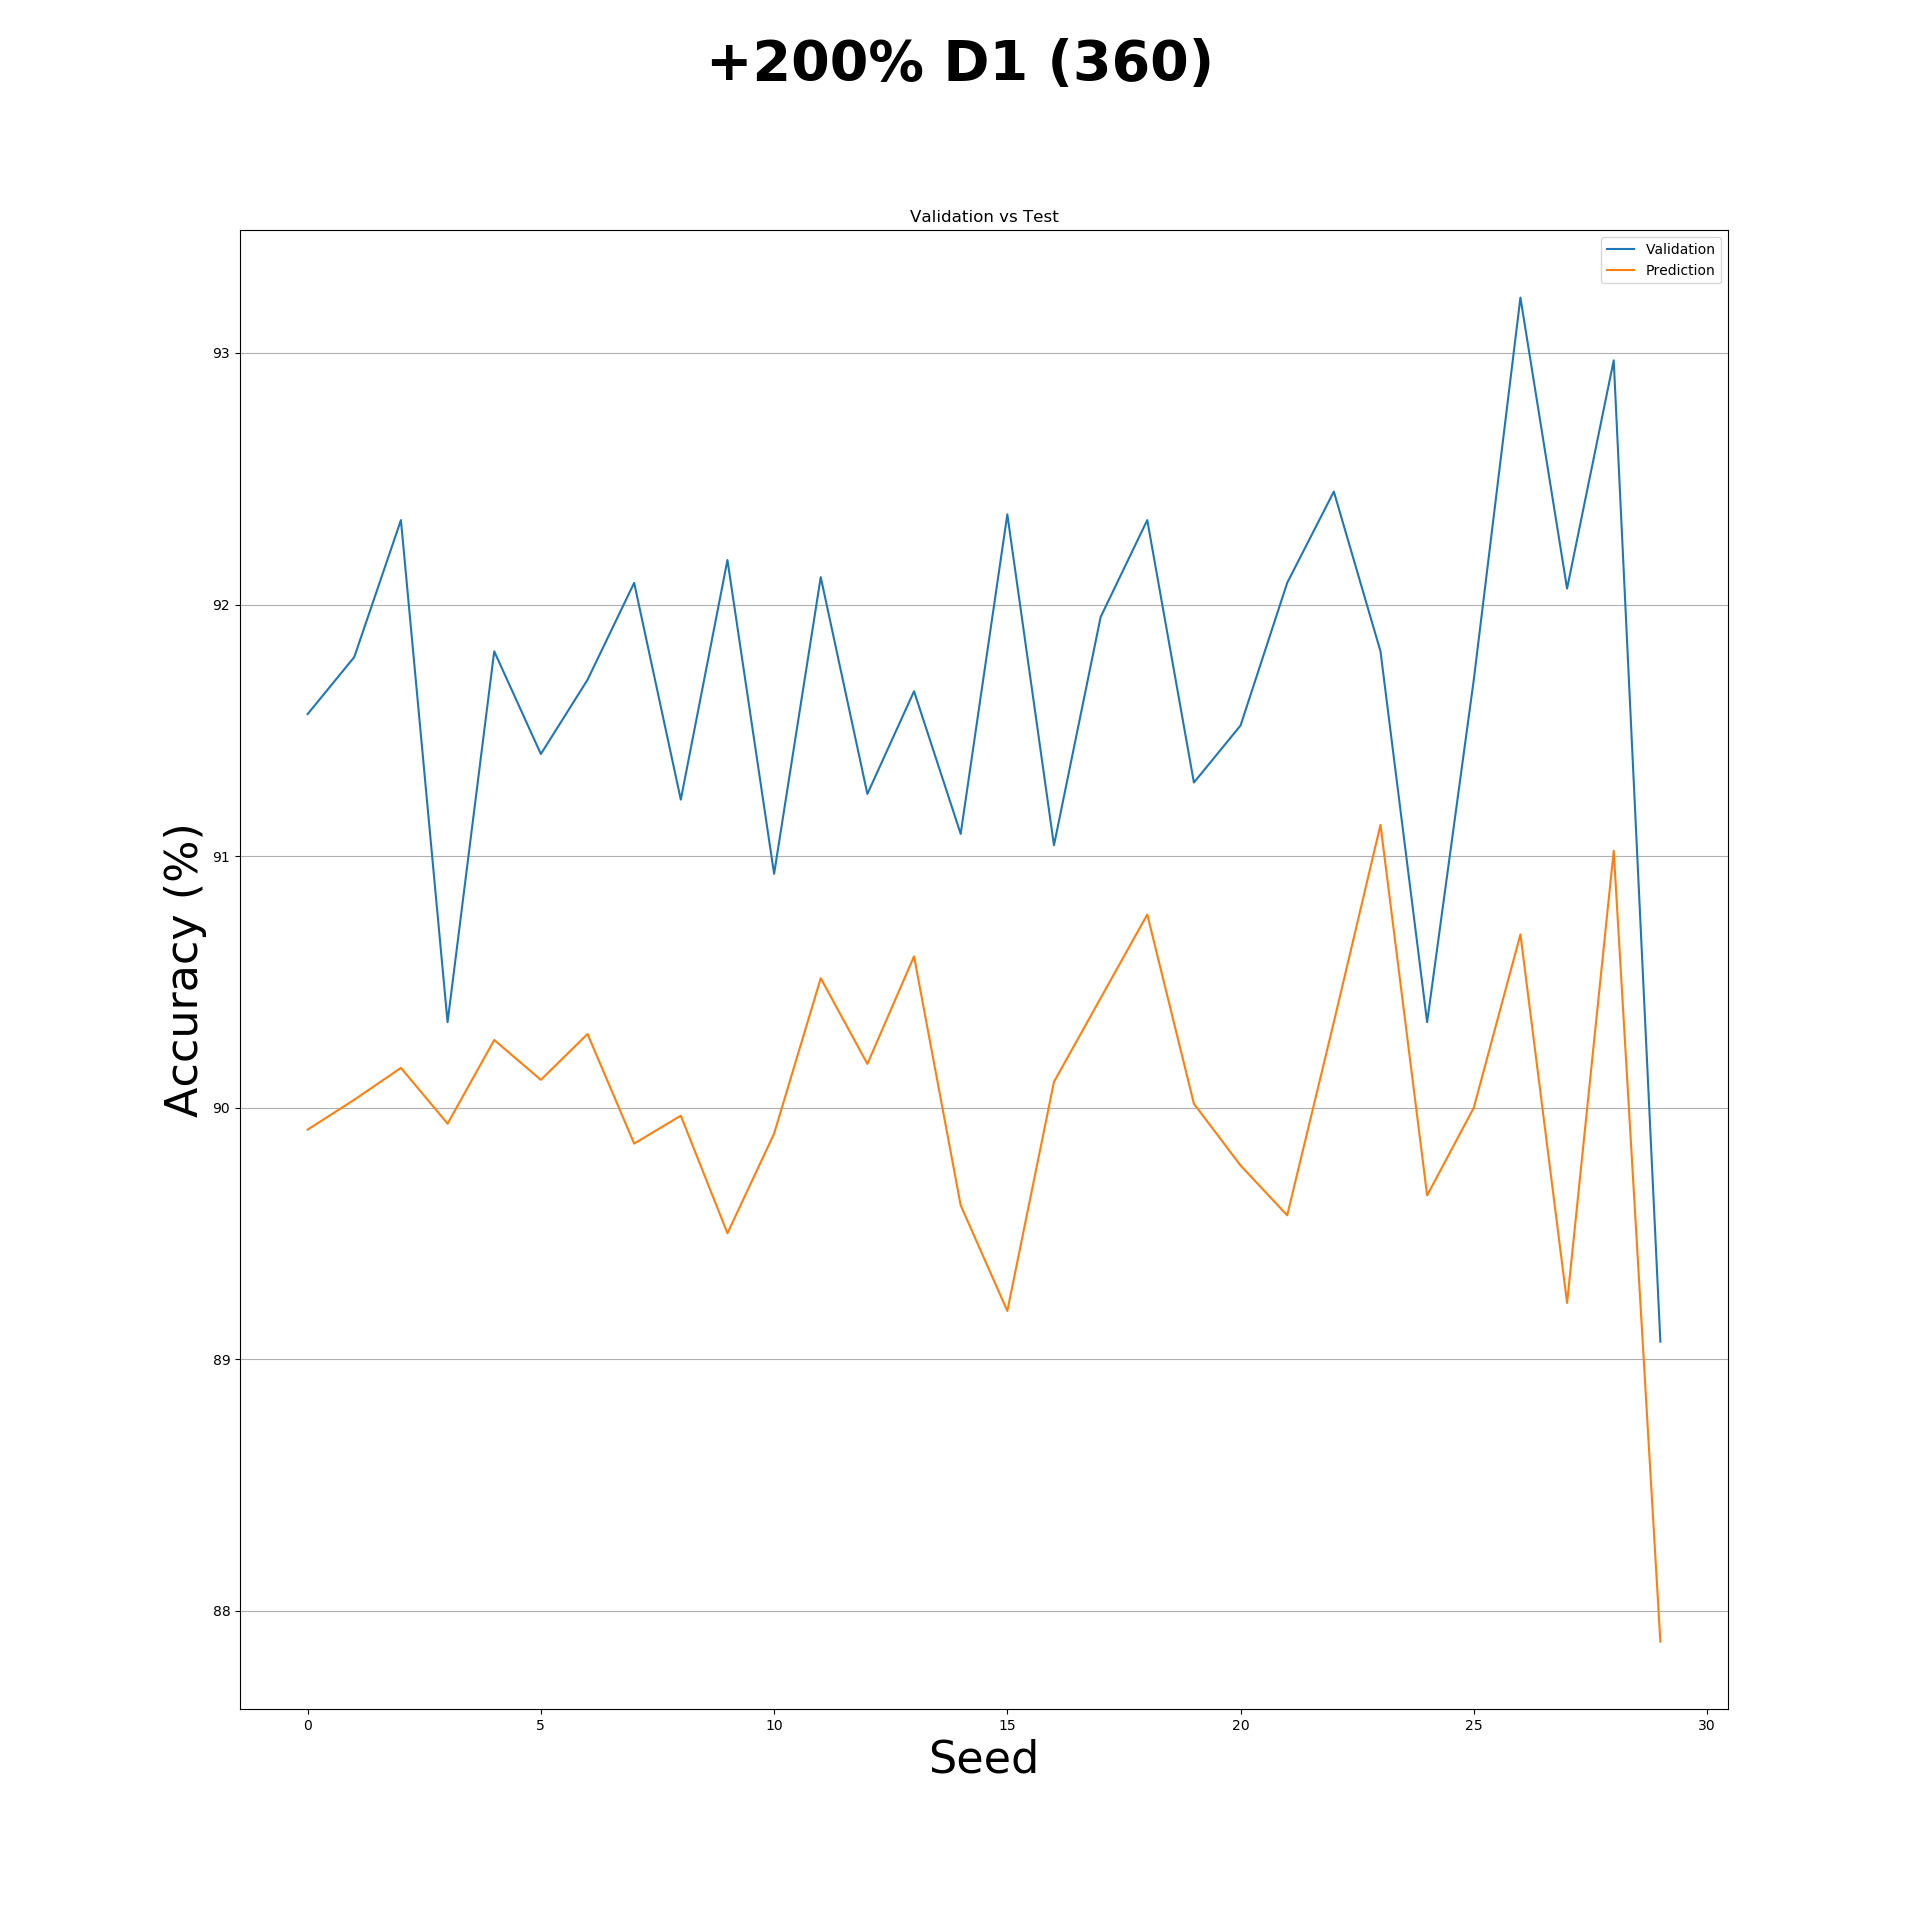 +200% D1 (360)
Validation vs Test
Validation
Prediction
Accuracy (%)
93
92
91
90
89
88
0 5 10 15 20 25 30
Seed